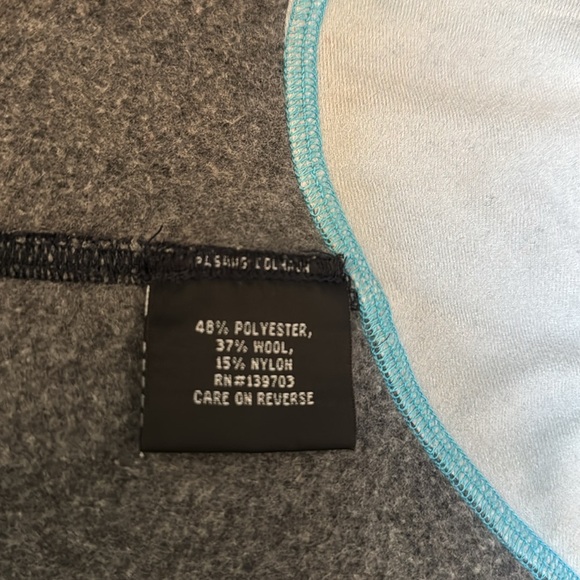 48% POLYESTER,
37% WOOL,
15% NYLON
RN#139703
CARE ON REVERSE